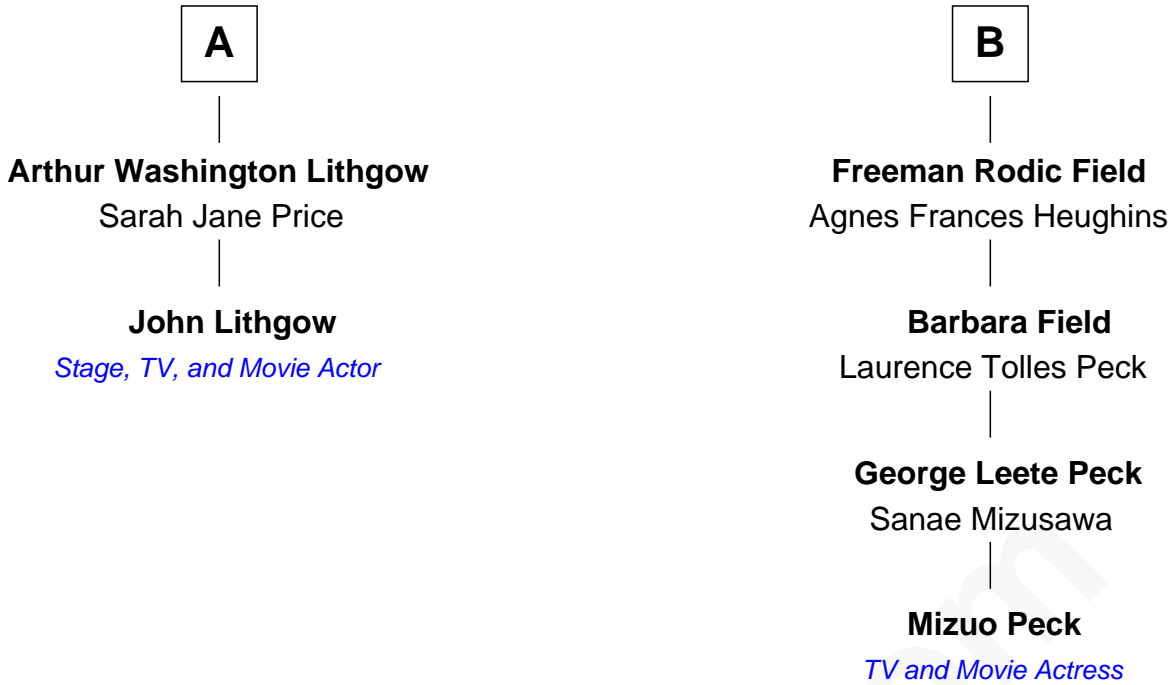 A
Arthur Washington Lithgow
Sarah Jane Price
John Lithgow
Stage, TV, and Movie Actor
B
Freeman Rodic Field
Agnes Frances Heughins
Barbara Field
Laurence Tolles Peck
George Leete Peck
Sanae Mizusawa
Mizuo Peck
TV and Movie Actress
om